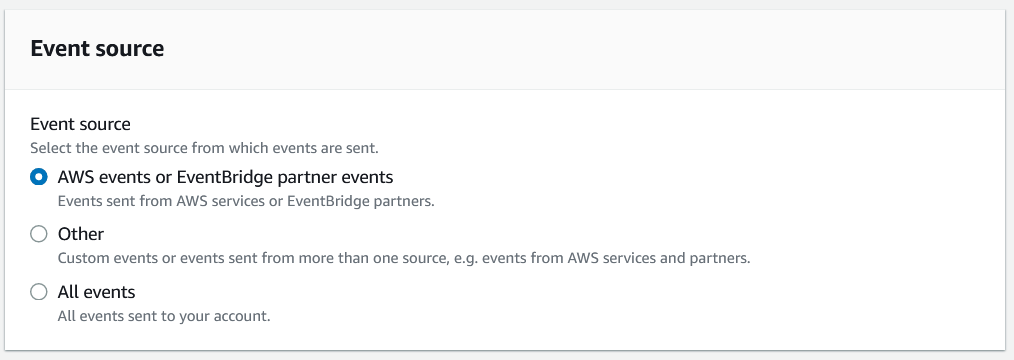 Event source
Event source
Select the event source from which events are sent.
AWS events or EventBridge partner events
Events sent from AWS services or EventBridge partners.
Other
Custom events or events sent from more than one source, e.g. events from AWS services and partners.
All events
All events sent to your account.